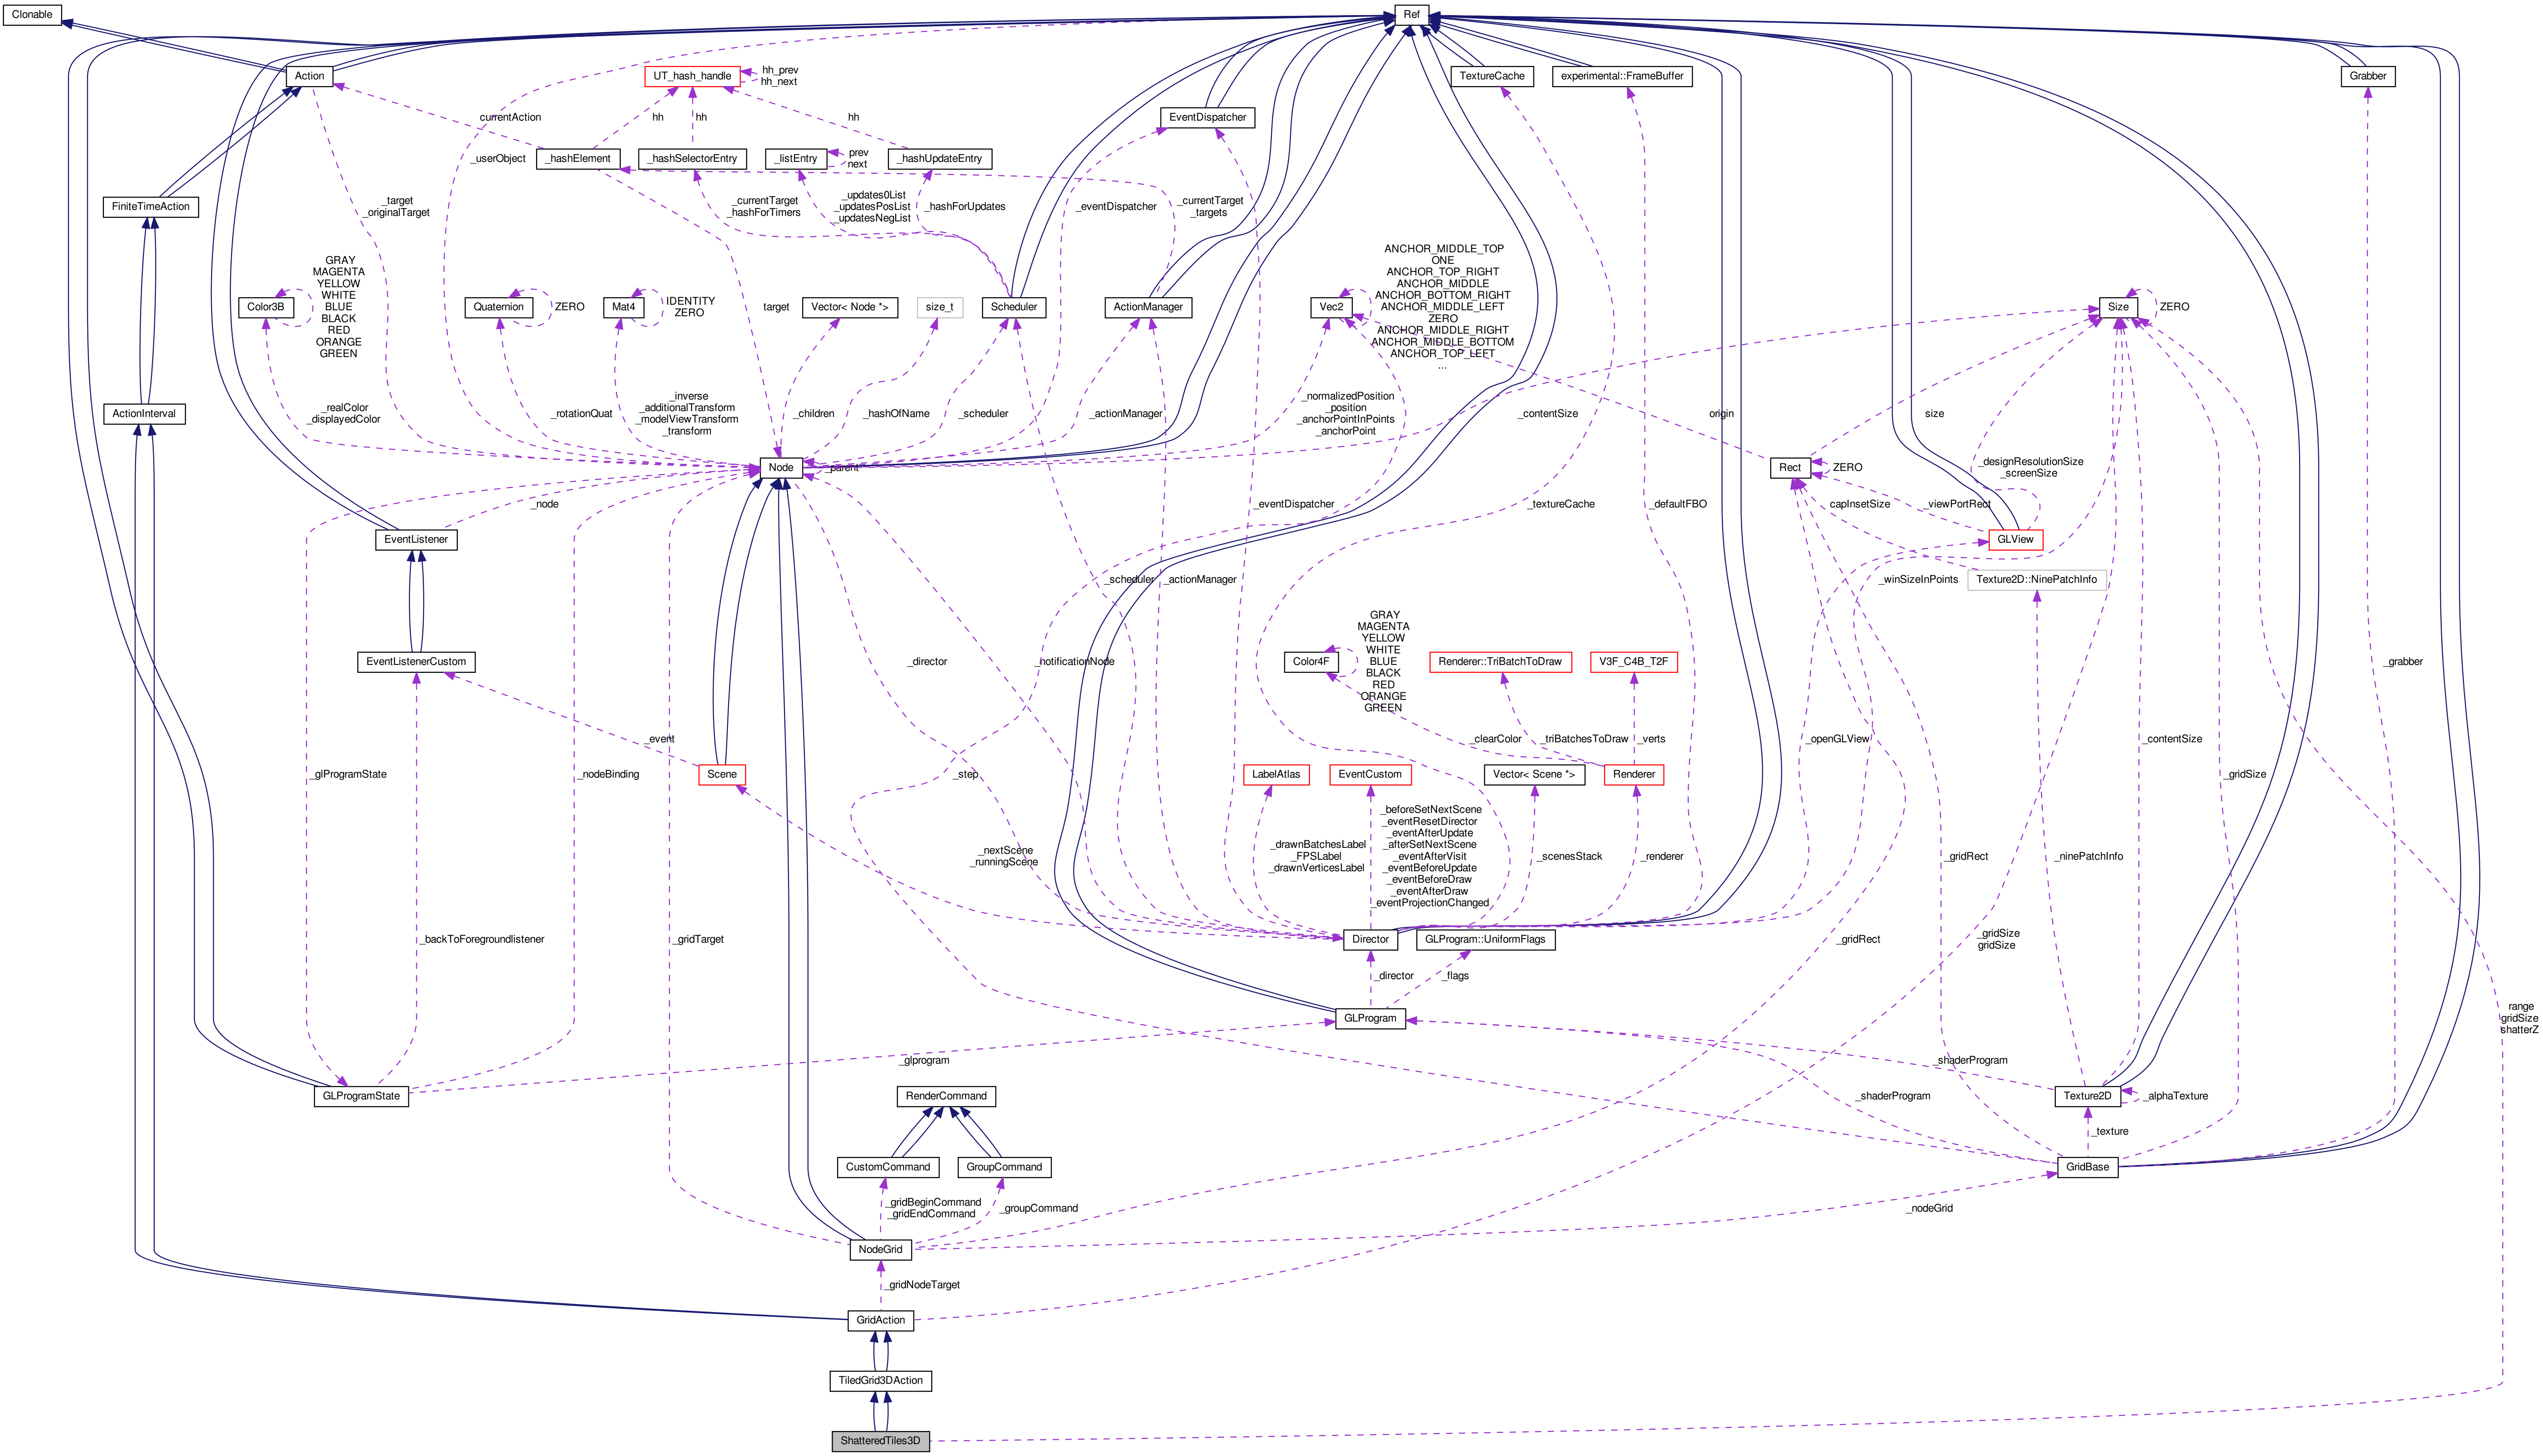 Clonable
Ref
Action
UT_hash_handle
hh_prev
hh_next
TextureCache
experimental::FrameBuffer
Grabber
currentAction
hh
hh
hh
EventDispatcher
_userObject
_hashElement
_hashSelectorEntry
_listEntry
prev
next
_hashUpdateEntry
FiniteTimeAction
_target
_originalTarget
_currentTarget
_hashForTimers
_updates0List
_updatesPosList
_updatesNegList
_hashForUpdates
_eventDispatcher
_currentTarget
_targets
Color3B
GRAY
MAGENTA
YELLOW
WHITE
BLUE
BLACK
RED
ORANGE
GREEN
Quaternion
ZERO
Mat4
IDENTITY
ZERO
target
Vector< Node *>
size_t
Scheduler
ActionManager
Vec2
ANCHOR_MIDDLE_TOP
ONE
ANCHOR_TOP_RIGHT
ANCHOR_MIDDLE
ANCHOR_BOTTOM_RIGHT
ANCHOR_MIDDLE_LEFT
ZERO
ANCHOR_MIDDLE_RIGHT
ANCHOR_MIDDLE_BOTTOM
ANCHOR_TOP_LEFT
...
Size
ZERO
ActionInterval
_realColor
_displayedColor
_rotationQuat
_inverse
_additionalTransform
_modelViewTransform
_transform
_children
_hashOfName
_scheduler
_actionManager
_normalizedPosition
_position
_anchorPointInPoints
_anchorPoint
_contentSize
origin
size
Node
_parent
Rect
ZERO
_designResolutionSize
_screenSize
_node
_eventDispatcher
_textureCache
_defaultFBO
capInsetSize
_viewPortRect
EventListener
GLView
_scheduler
_actionManager
_winSizeInPoints
Texture2D::NinePatchInfo
EventListenerCustom
_director
_notificationNode
Color4F
GRAY
MAGENTA
YELLOW
WHITE
BLUE
BLACK
RED
ORANGE
GREEN
Renderer::TriBatchToDraw
V3F_C4B_T2F
_grabber
_event
_clearColor
_triBatchesToDraw
_verts
_openGLView
_contentSize
_glProgramState
_nodeBinding
Scene
_step
LabelAtlas
EventCustom
Vector< Scene *>
Renderer
_gridSize
_nextScene
_runningScene
_drawnBatchesLabel
_FPSLabel
_drawnVerticesLabel
_beforeSetNextScene
_eventResetDirector
_eventAfterUpdate
_afterSetNextScene
_eventAfterVisit
_eventBeforeUpdate
_eventBeforeDraw
_eventAfterDraw
_eventProjectionChanged
_scenesStack
_renderer
_gridRect
_ninePatchInfo
_backToForegroundlistener
_gridTarget
Director
GLProgram::UniformFlags
_gridRect
_gridSize
gridSize
_director
_flags
GLProgram
range
gridSize
shatterZ
_glprogram
_shaderProgram
GLProgramState
RenderCommand
_shaderProgram
Texture2D
_alphaTexture
_texture
CustomCommand
GroupCommand
GridBase
_gridBeginCommand
_gridEndCommand
_groupCommand
_nodeGrid
NodeGrid
_gridNodeTarget
GridAction
TiledGrid3DAction
ShatteredTiles3D